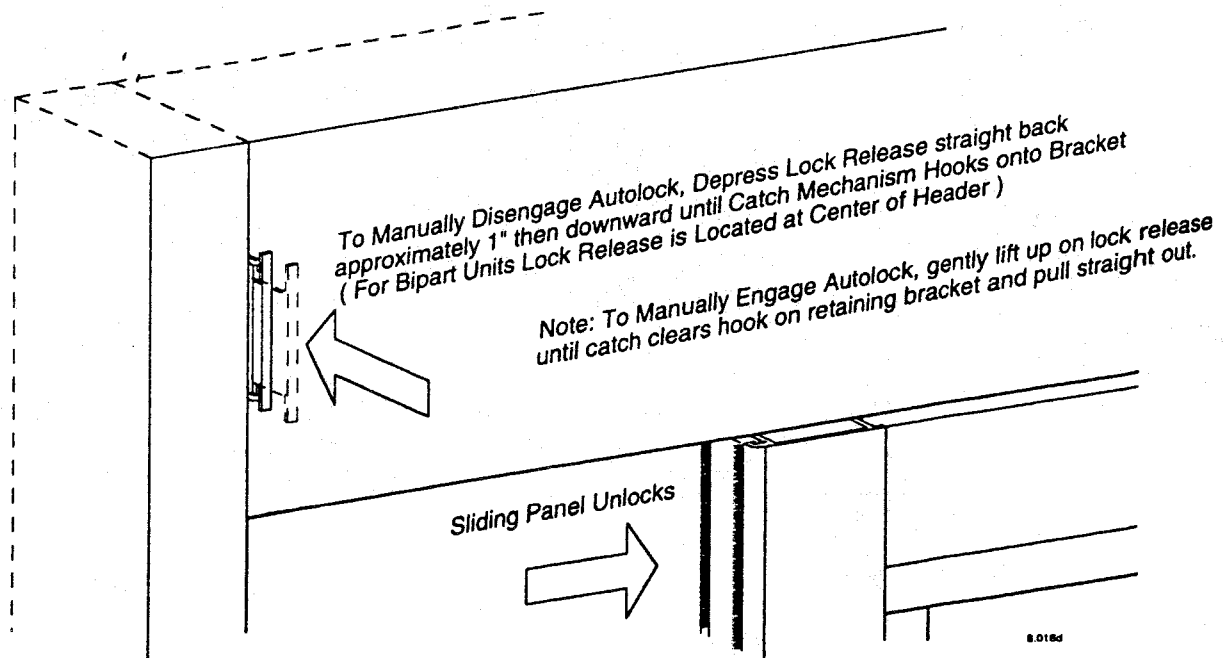 To Manually Disengage Autolock, Depress Lock Release straight back
approximately 1" then downward until Catch Mechanism Hooks onto Bracket
( For Bipart Units Lock Release is Located at Center of Header )
Note: To Manually Engage Autolock, gently lift up on lock release
until catch clears hook on retaining bracket and pull straight out.
Sliding Panel Unlocks
8.016d